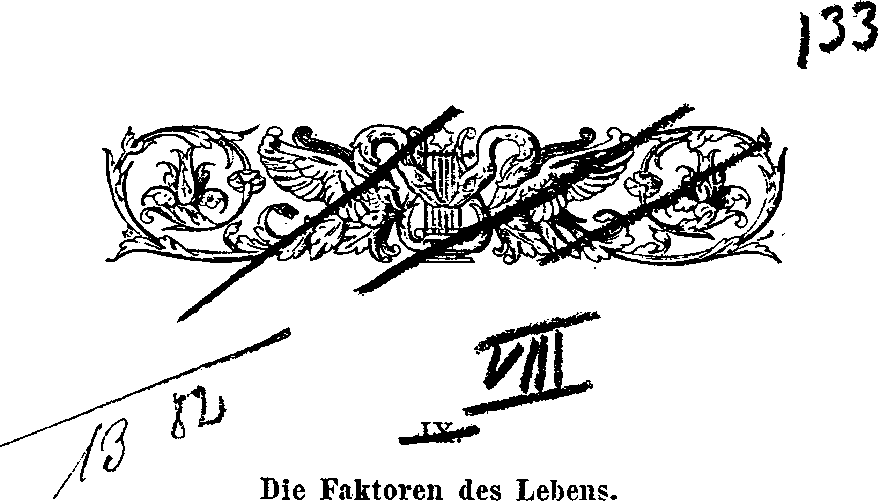 133
VIII
13 82
IX.
Die Faktoren des Lebens.